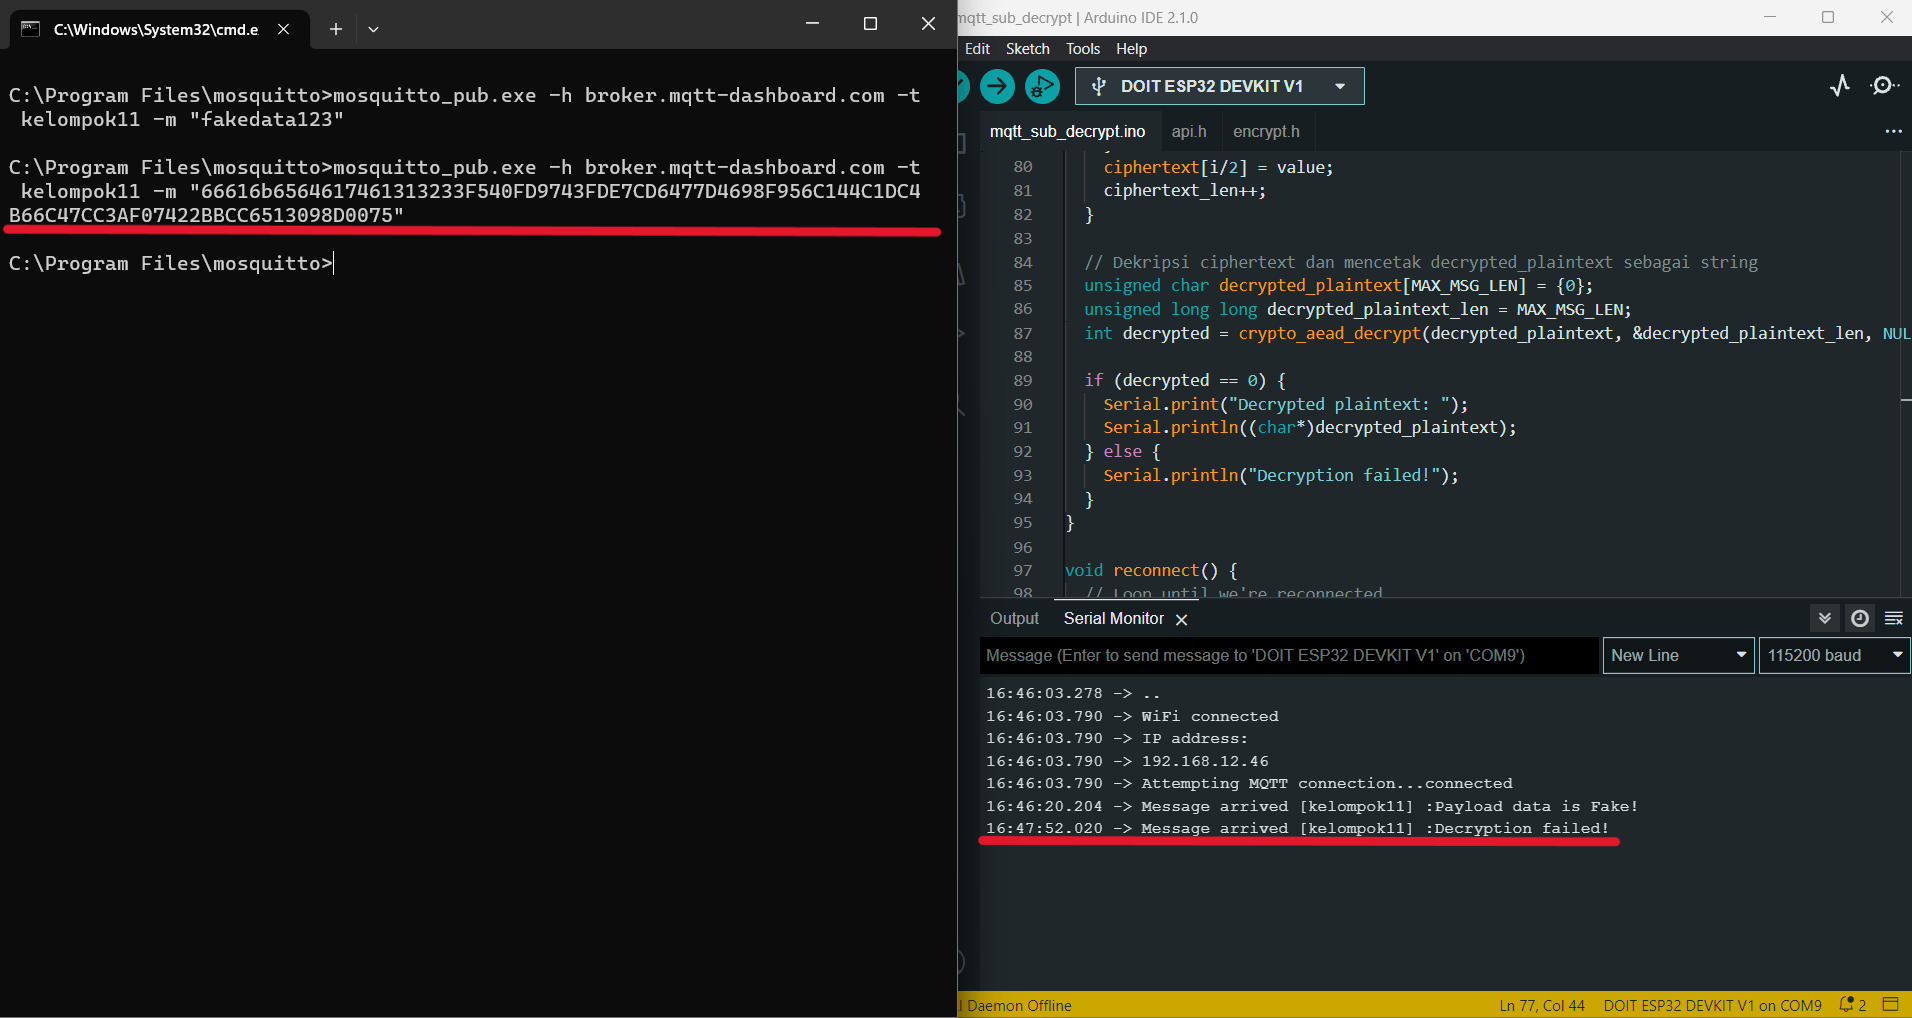 C:\Windows\System32\cmd.e
C:\Program Files\mosquitto>mosquitto_pub.exe -h broker.mqtt-dashboard.com -t
kelompok11 -m "fakedata123"
C:\Program Files\mosquitto>mosquitto_pub.exe -h broker.mqtt-dashboard.com -t
kelompok11 -m "66616b6564617461313233F540FD9743FDE7CD6477D4698F956C144C1DC4
B66C47CC3AF07422BBCC6513098D0075"
C:\Program Files\mosquitto>
mqtt_sub_decrypt | Arduino IDE 2.1.0
Edit Sketch Tools Help
DOIT ESP32 DEVKIT V1
mqtt_sub_decrypt.ino api.h encrypt.h
80 ciphertext[i/2] = value;
81 ciphertext_len++;
82 }
83
84 // Dekripsi ciphertext dan mencetak decrypted_plaintext sebagai string
85 unsigned char decrypted_plaintext[MAX_MSG_LEN] = {0};
86 unsigned long long decrypted_plaintext_len = MAX_MSG_LEN;
87 int decrypted = crypto_aead_decrypt(decrypted_plaintext, &decrypted_plaintext_len, NUL
88
89 if (decrypted == 0) {
90 Serial.print("Decrypted plaintext: ");
91 Serial.println((char*)decrypted_plaintext);
92 } else {
93 Serial.println("Decryption failed!");
94 }
95 }
96
97 void reconnect() {
98 // Loop until we're reconnected
Output Serial Monitor
Message (Enter to send message to 'DOIT ESP32 DEVKIT V1' on 'COM9')
New Line
115200 baud
16:46:03.278 -> ..
16:46:03.790 -> WiFi connected
16:46:03.790 -> IP address:
16:46:03.790 -> 192.168.12.46
16:46:03.790 -> Attempting MQTT connection...connected
16:46:20.204 -> Message arrived [kelompok11] :Payload data is Fake!
16:47:52.020 -> Message arrived [kelompok11] :Decryption failed!
Daemon Offline
Ln 77, Col 44 DOIT ESP32 DEVKIT V1 on COM9 2